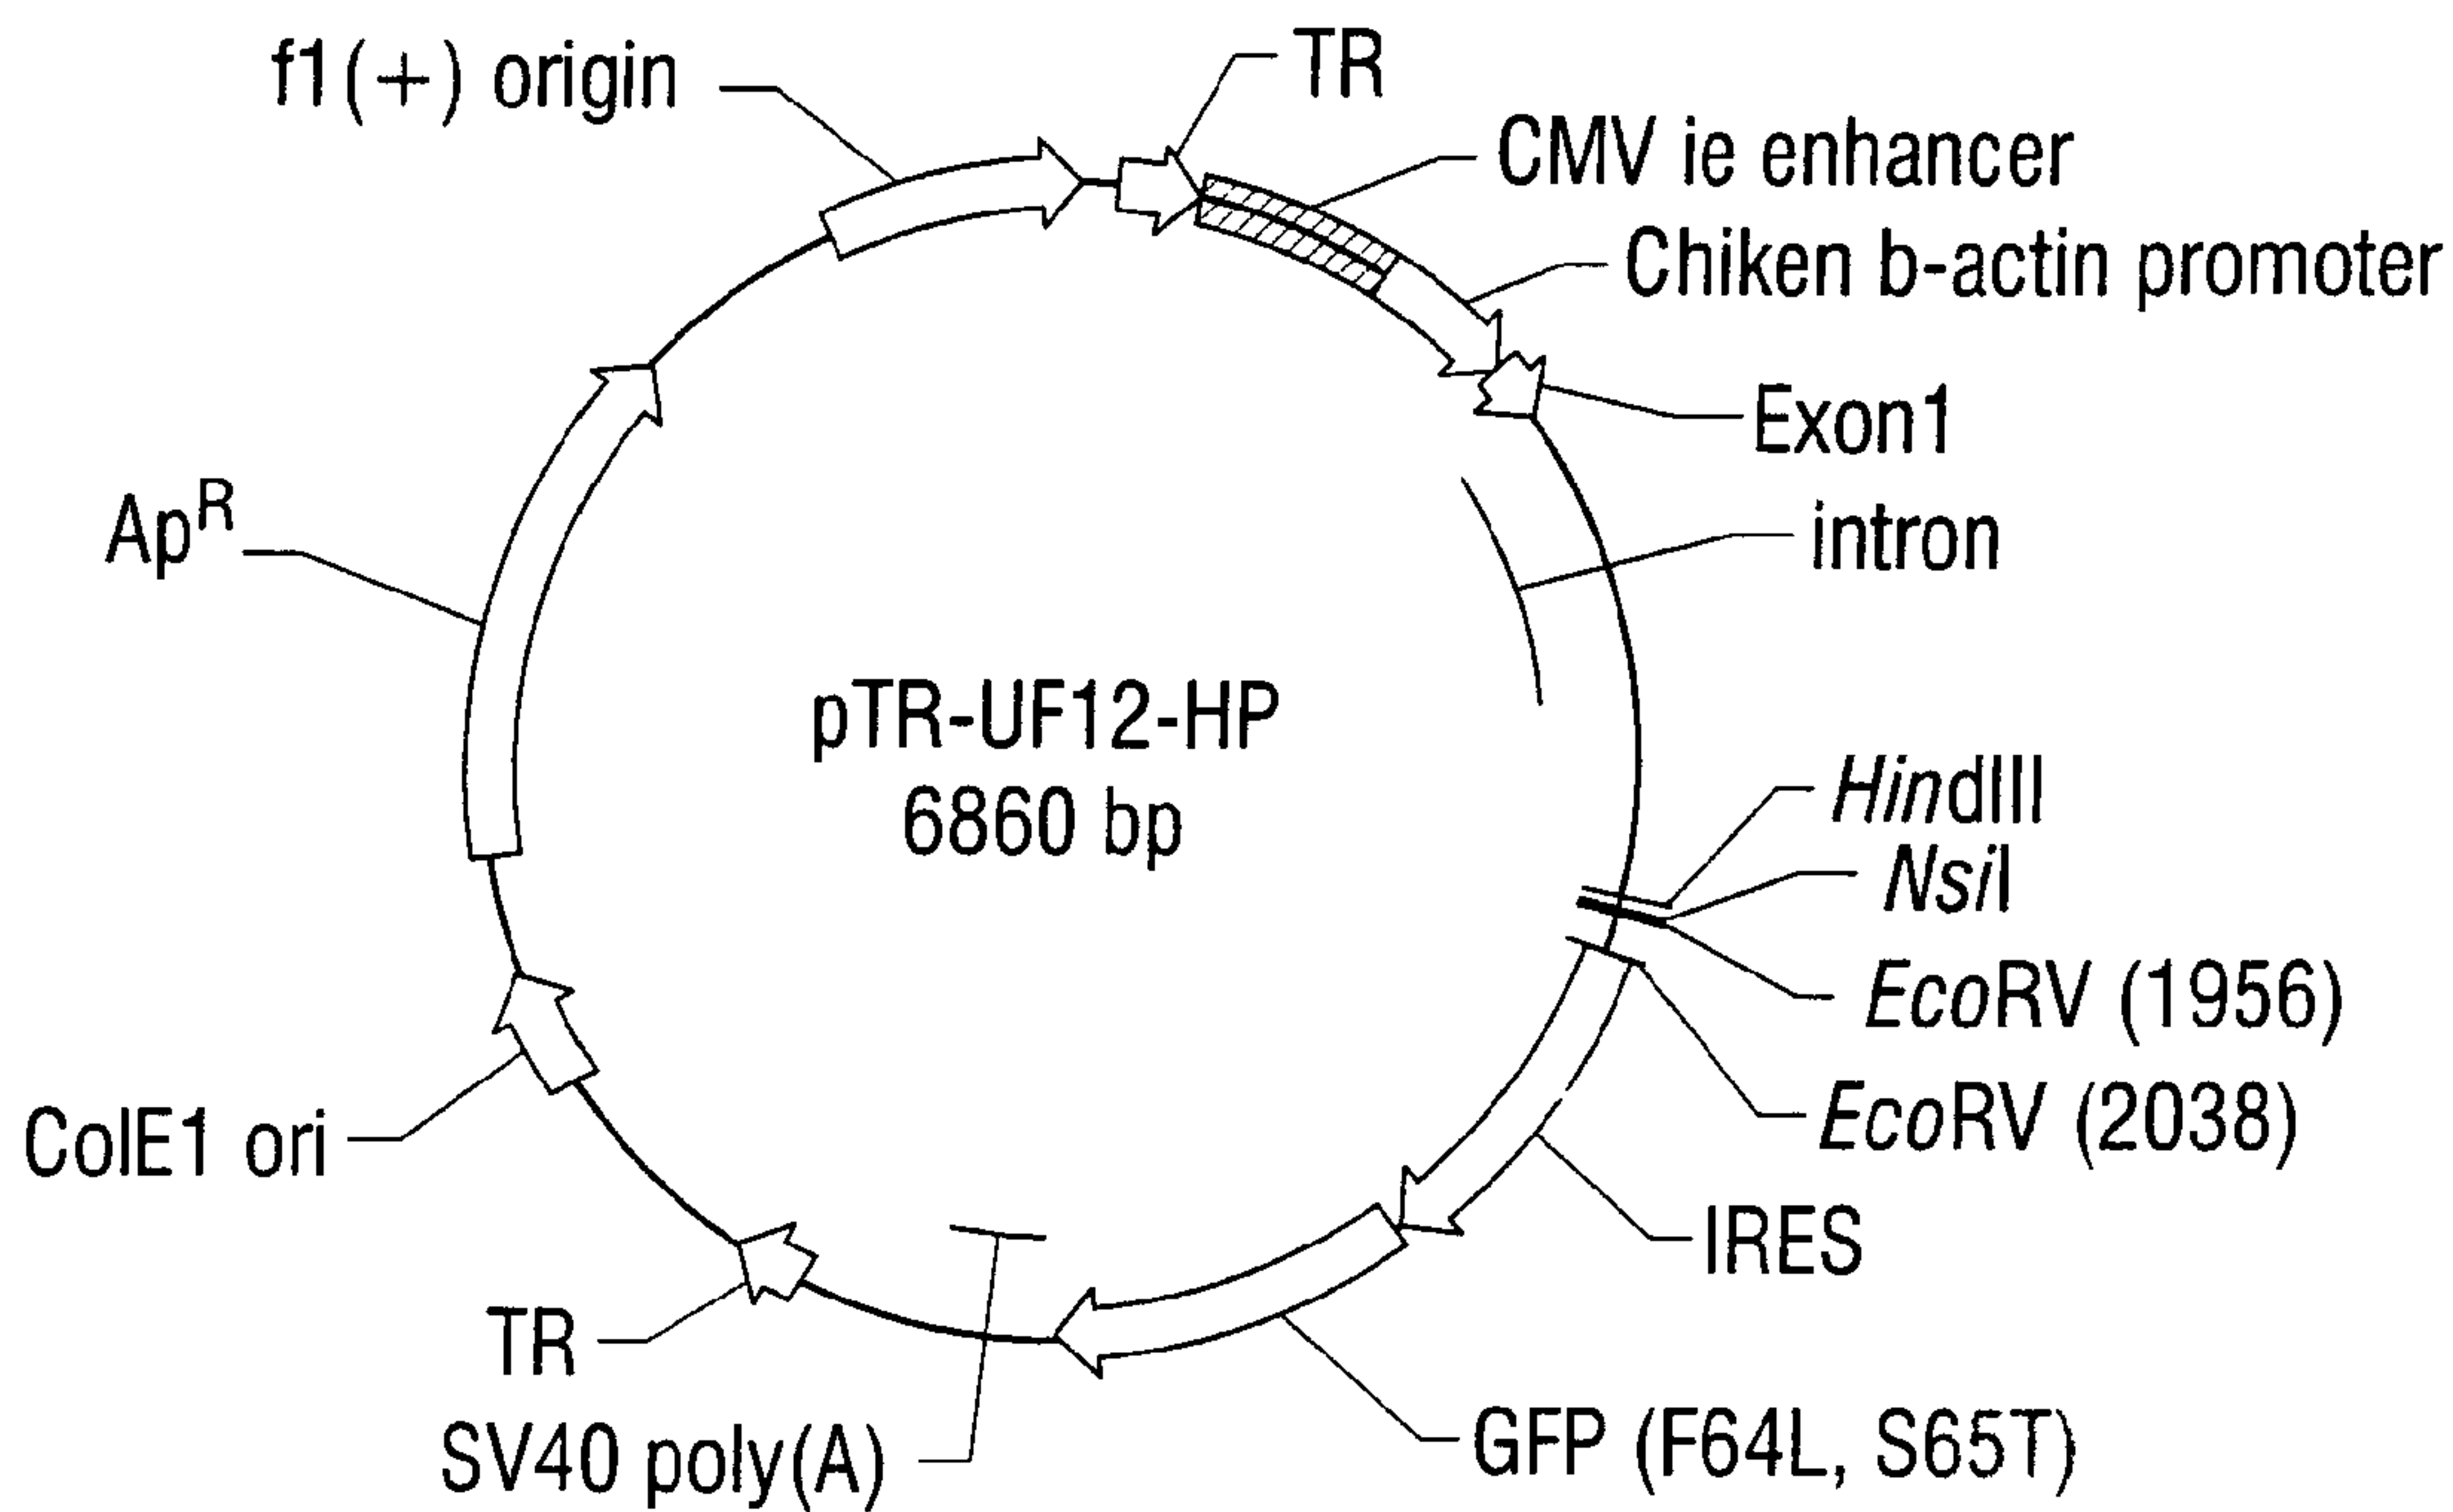 f1(+) origin
TR
CMV ie enhancer
Chiken b-actin promoter
Exon1
intron
ApR
pTR-UF12-HP
6860 bp
HindIII
NsiI
EcoRV (1956)
EcoRV (2038)
ColE1 ori
IRES
TR
SV40 poly(A)
GFP (F64L, S65T)